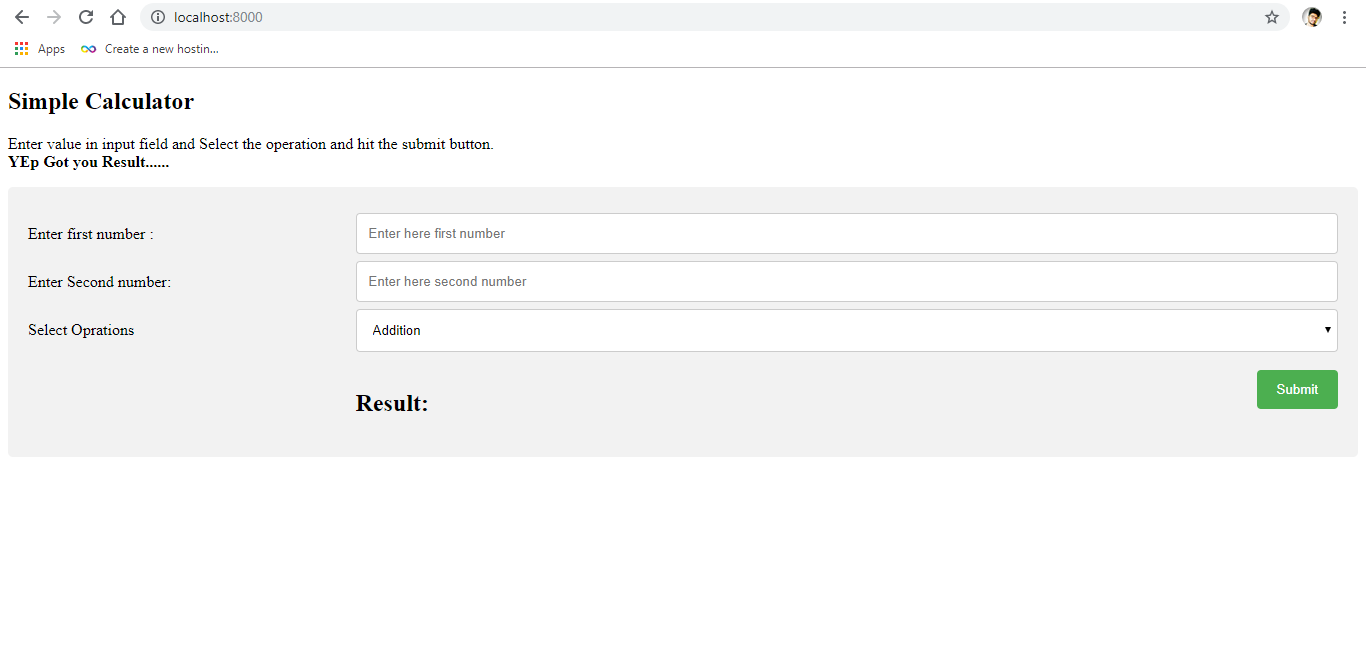 localhost:8000
Apps Create a new hostin...
Simple Calculator
Enter value in input field and Select the operation and hit the submit button.
YEp Got you Result......
Enter first number :
Enter here first number
Enter Second number:
Enter here second number
Select Oprations
Addition
Submit
Result: